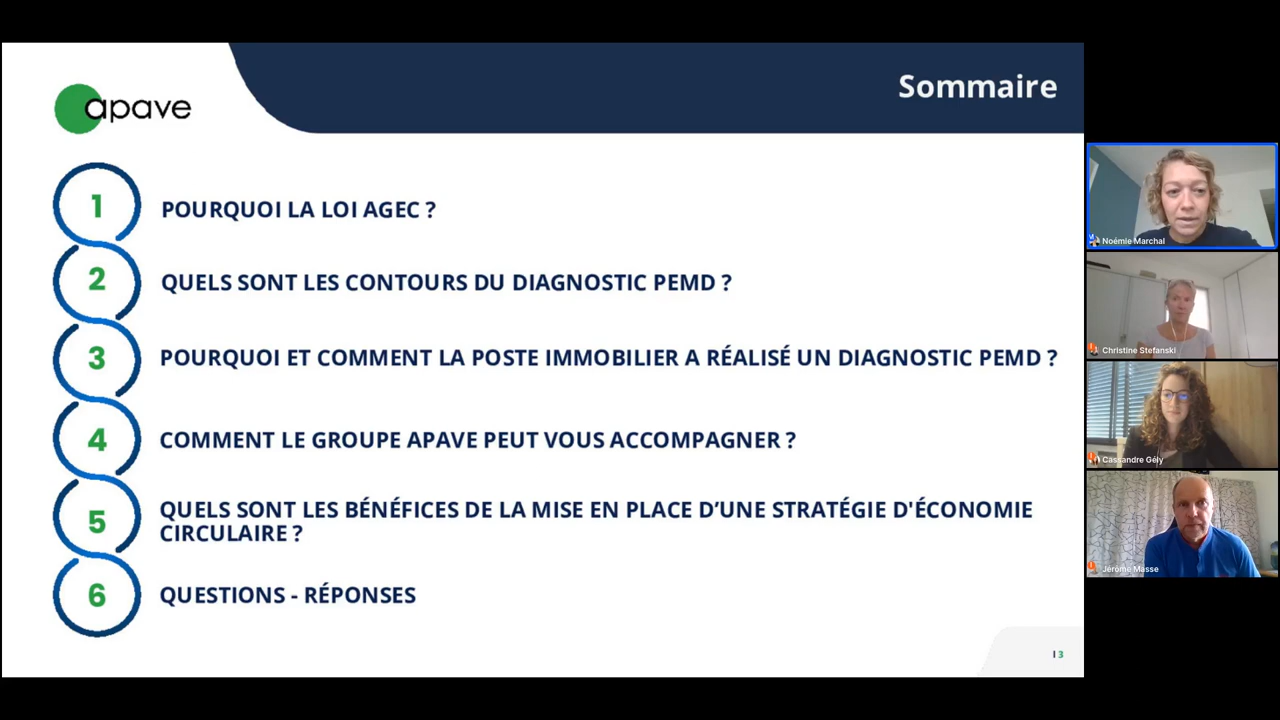 Sommaire
apave
1
POURQUOI LA LOI AGEC ?
2
QUELS SONT LES CONTOURS DU DIAGNOSTIC PEMD ?
3
POURQUOI ET COMMENT LA POSTE IMMOBILIER A RÉALISÉ UN DIAGNOSTIC PEMD ?
4
COMMENT LE GROUPE APAVE PEUT VOUS ACCOMPAGNER ?
5
QUELS SONT LES BÉNÉFICES DE LA MISE EN PLACE D’UNE STRATÉGIE D'ÉCONOMIE
CIRCULAIRE ?
6
QUESTIONS - RÉPONSES
I 3
Noémie Marchal
Christine Stefanski
Cassandre Gély
Jérôme Masse